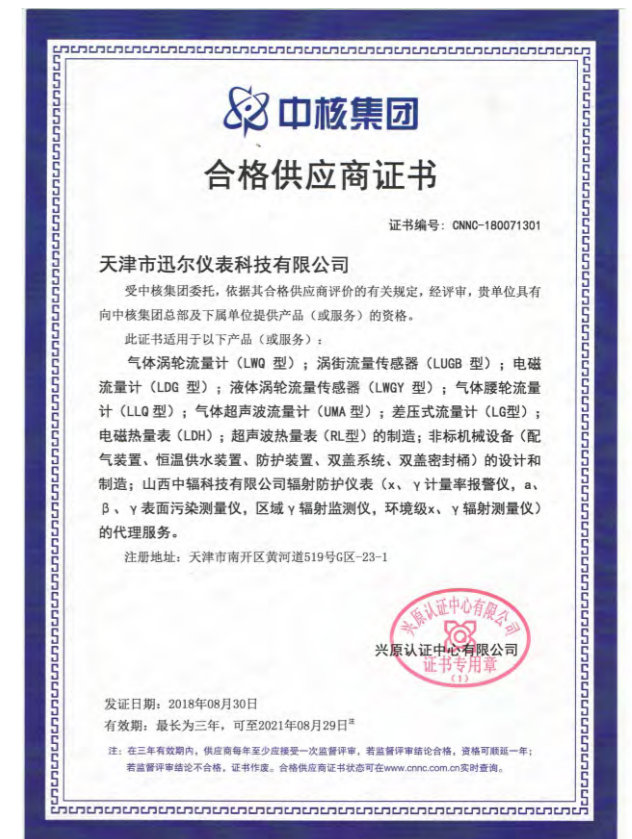 中核集团
合格供应商证书
证书编号：CNNC-180071301
天津市迅尔仪表科技有限公司
受中核集团委托，依据其合格供应商评价的有关规定，经评审，贵单位具有
向中核集团总部及下属单位提供产品（或服务）的资格。
此证书适用于以下产品（或服务）：
气体涡轮流量计（LWQ 型）；涡街流量传感器（LUGB 型）；电磁
流量计（LDG 型）；液体涡轮流量传感器（LWGY 型）；气体腰轮流量
计（LLQ 型）；气体超声波流量计（UMA 型）；差压式流量计（LG型）；
电磁热量表（LDH）；超声波热量表（RL型）的制造；非标机械设备（配
气装置、恒温供水装置、防护装置、双盖系统、双盖密封桶）的设计和
制造；山西中辐科技有限公司辐射防护仪表（x、γ计量率报警仪，a、
β、γ表面污染测量仪，区域γ辐射监测仪，环境级x、γ辐射测量仪）
的代理服务。
注册地址：天津市南开区黄河道519号G区-23-1
兴原认证中心有限公司
兴原认证中心有限公司
证书专用章
（1）
发证日期：2018年08月30日
有效期：最长为三年，可至2021年08月29日注
注：在三年有效期内，供应商每年至少应接受一次监督评审，若监督评审结论合格，资格可顺延一年；
若监督评审结论不合格，证书作废。合格供应商证书状态可在www.cnnc.com.cn实时查询。